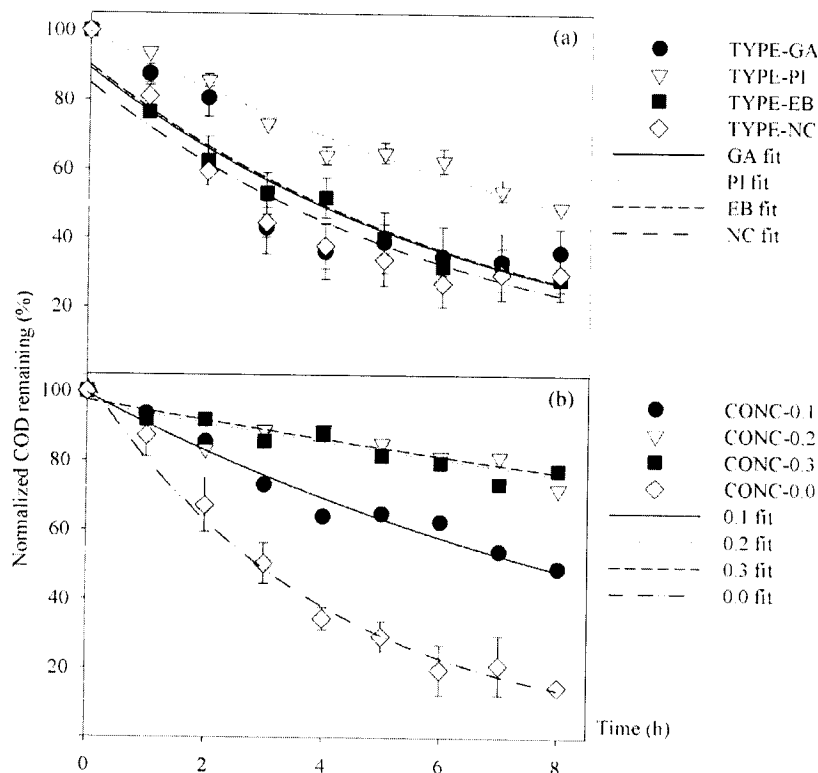 Normalized COD remaining (%)
100
80
60
40
20
(a)
TYPE-GA
TYPE-PI
TYPE-EB
TYPE-NC
GA fit
PI fit
EB fit
NC fit
100
80
60
40
20
(b)
CONC-0.1
CONC-0.2
CONC-0.3
CONC-0.0
0.1 fit
0.2 fit
0.3 fit
0.0 fit
0 2 4 6 8
Time (h)